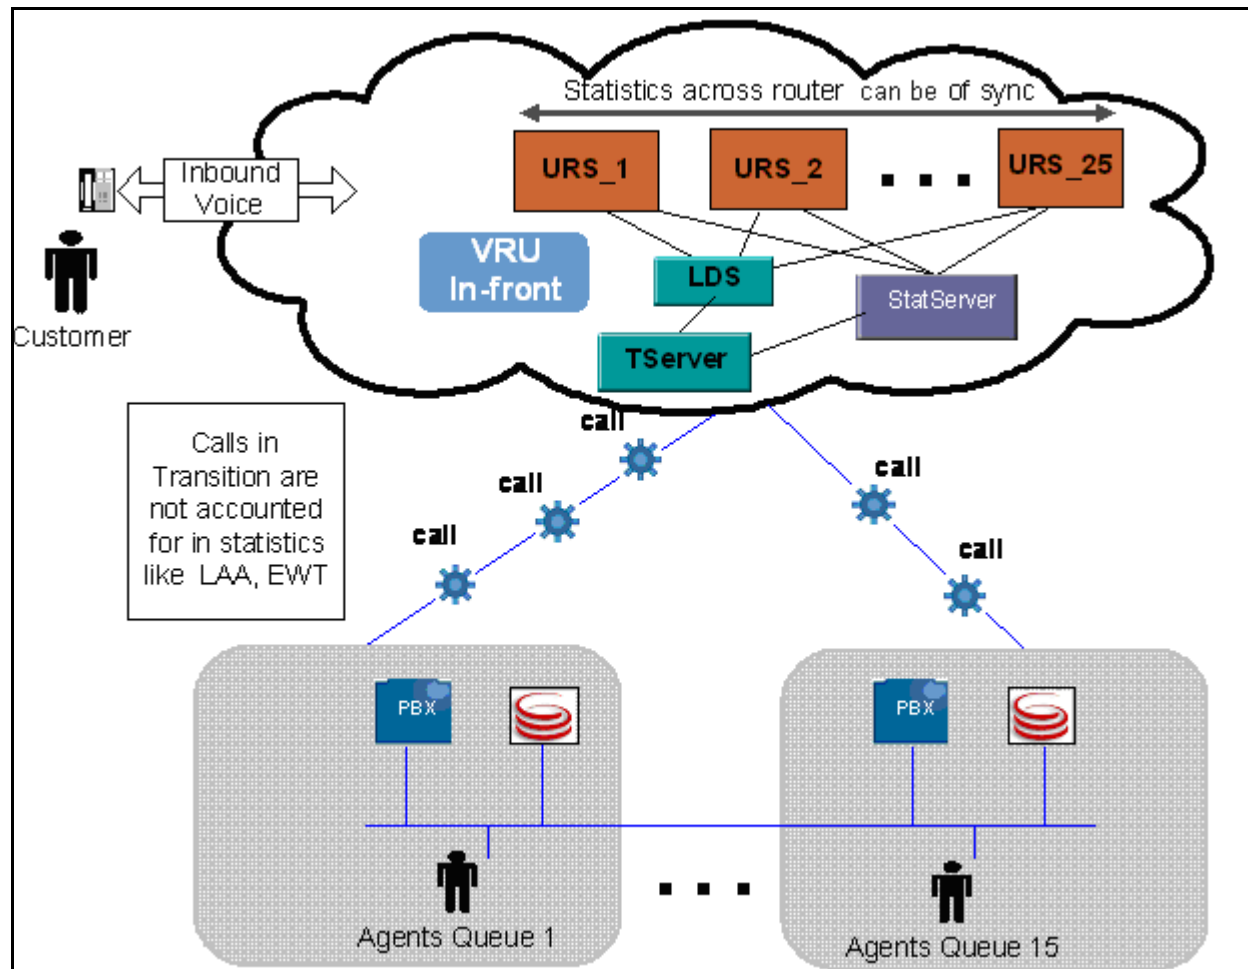 Statistics across router can be of sync
URS_1
URS_2
URS_25
Inbound
Voice
VRU
In-front
LDS
StatServer
TServer
Customer
Calls in
Transition are
not accounted
for in statistics
like LAA, EWT
call
call
call
call
call
PBX
PBX
Agents Queue 1
Agents Queue 15